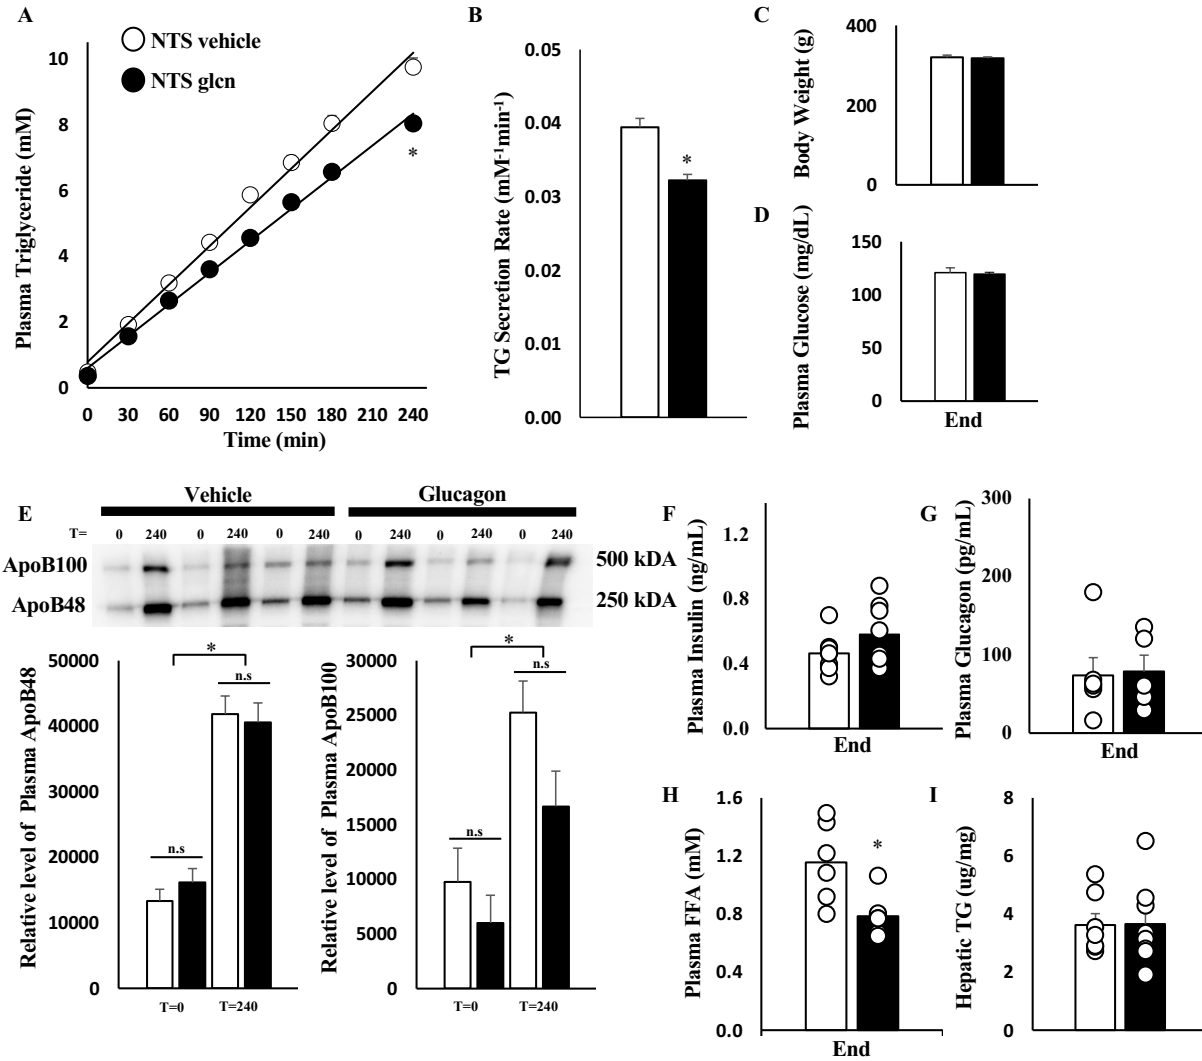 A
NTS vehicle
NTS glcn
Plasma Triglyceride (mM)
10
8
6
4
2
0
0 30 60 90 120 150 180 210 240
Time (min)
*
B
TG Secretion Rate (mM⁻¹min⁻¹)
0.05
0.04
0.03
0.02
0.01
0.00
*
C
Body Weight (g)
400
200
0
D
Plasma Glucose (mg/dL)
150
100
50
0
End
E
Vehicle Glucagon
T= 0 240 0 240 0 240 0 240 0 240 0 240
ApoB100 500 kDA
ApoB48 250 kDA
Relative level of Plasma ApoB48
50000
40000
30000
20000
10000
0
*
n.s
n.s
T=0 T=240
Relative level of Plasma ApoB100
30000
25000
20000
15000
10000
5000
0
*
n.s
n.s
T=0 T=240
F
Plasma Insulin (ng/mL)
1.2
0.8
0.4
0.0
End
G
Plasma Glucagon (pg/mL)
300
200
100
0
End
H
Plasma FFA (mM)
1.6
1.2
0.8
0.4
0.0
*
End
I
Hepatic TG (ug/mg)
8
6
4
2
0